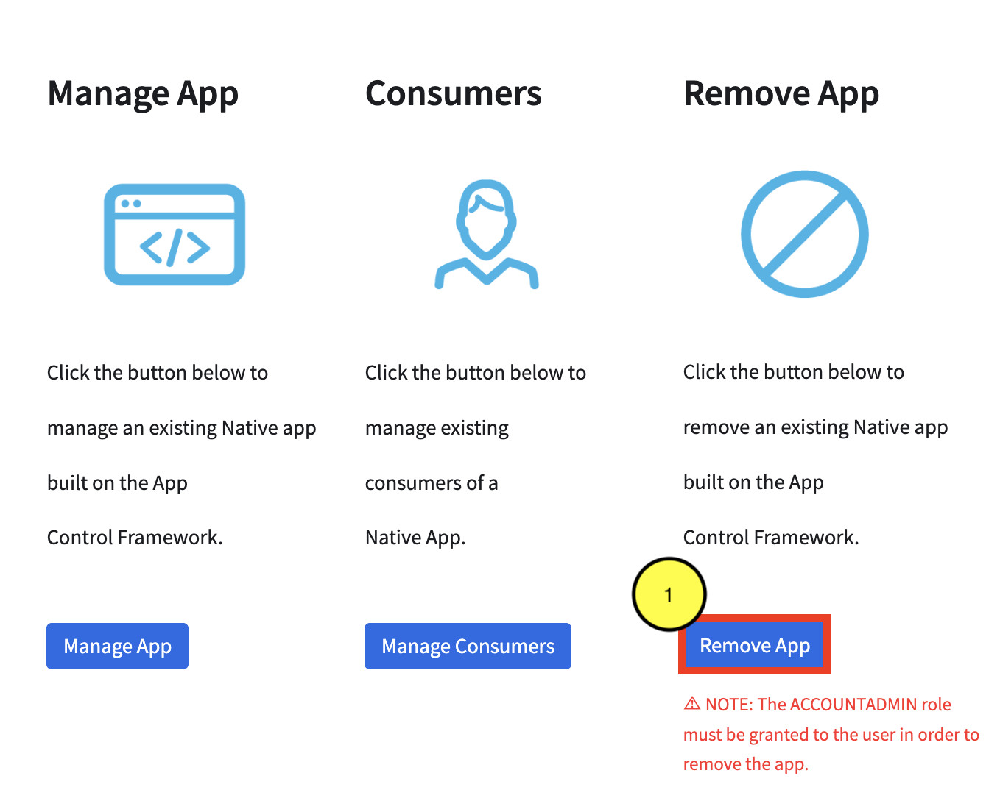 Manage App
Click the button below to
manage an existing Native app
built on the App
Control Framework.
Manage App
Consumers
Click the button below to
manage existing
consumers of a
Native App.
Manage Consumers
Remove App
Click the button below to
remove an existing Native app
built on the App
Control Framework.
1
Remove App
⚠ NOTE: The ACCOUNTADMIN role
must be granted to the user in order to
remove the app.